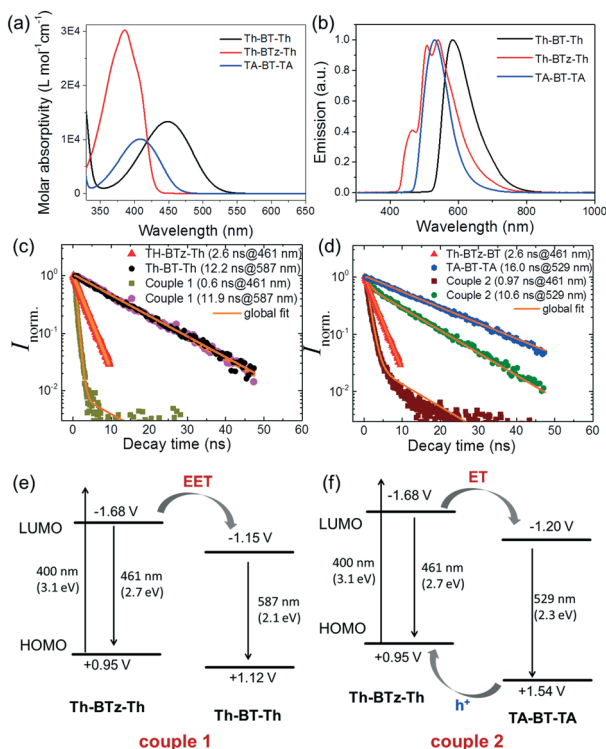 (a)
Th-BT-Th
Th-BTz-Th
TA-BT-TA
Molar absorptivity (L mol⁻¹cm⁻¹)
3E4
2E4
1E4
0
350 400 450 500 550 600 650
Wavelength (nm)
(b)
Th-BT-Th
Th-BTz-Th
TA-BT-TA
Emission (a.u.)
1.0
0.8
0.6
0.4
0.2
0.0
400 600 800 1000
Wavelength (nm)
(c)
TH-BTz-Th (2.6 ns@461 nm)
Th-BT-Th (12.2 ns@587 nm)
Couple 1 (0.6 ns@461 nm)
Couple 1 (11.9 ns@587 nm)
global fit
I norm.
10⁰
10⁻¹
10⁻²
0 10 20 30 40 50 60
Decay time (ns)
(d)
Th-BTz-BT (2.6 ns@461)
TA-BT-TA (16.0 ns@529)
Couple 2 (0.97 ns@461 nm)
Couple 2 (10.6 ns@529 nm)
global fit
I norm.
10⁰
10⁻¹
10⁻²
0 10 20 30 40 50 60
Decay time (ns)
(e)
EET
-1.68 V
LUMO
-1.15 V
400 nm
(3.1 eV)
461 nm
(2.7 eV)
587 nm
(2.1 eV)
HOMO
+0.95 V
+1.12 V
Th-BTz-Th
Th-BT-Th
couple 1
(f)
ET
-1.68 V
LUMO
-1.20 V
400 nm
(3.1 eV)
461 nm
(2.7 eV)
529 nm
(2.3 eV)
HOMO
+0.95 V
+1.54 V
h⁺
Th-BTz-Th
TA-BT-TA
couple 2